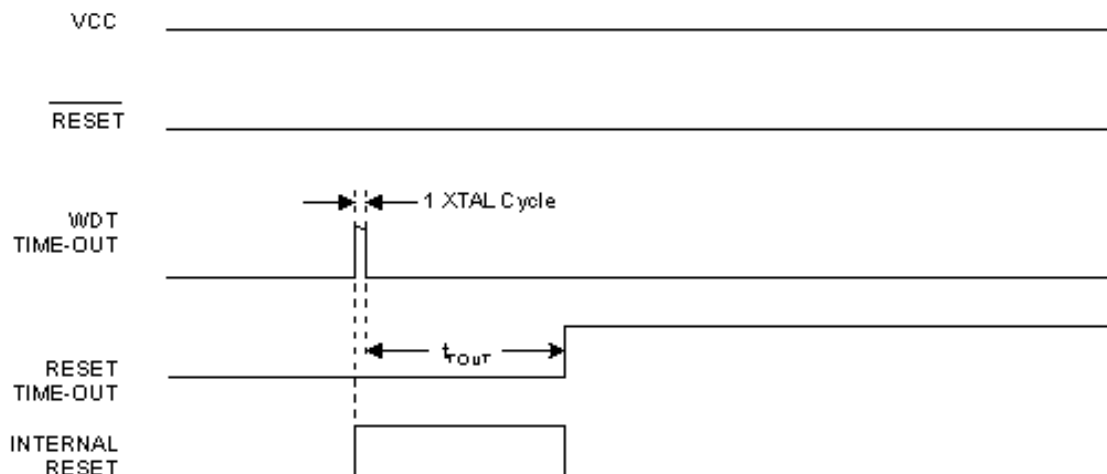 VCC
RESET
1 XTAL Cycle
WDT
TIME-OUT
tTOUT
RESET
TIME-OUT
INTERNAL
RESET